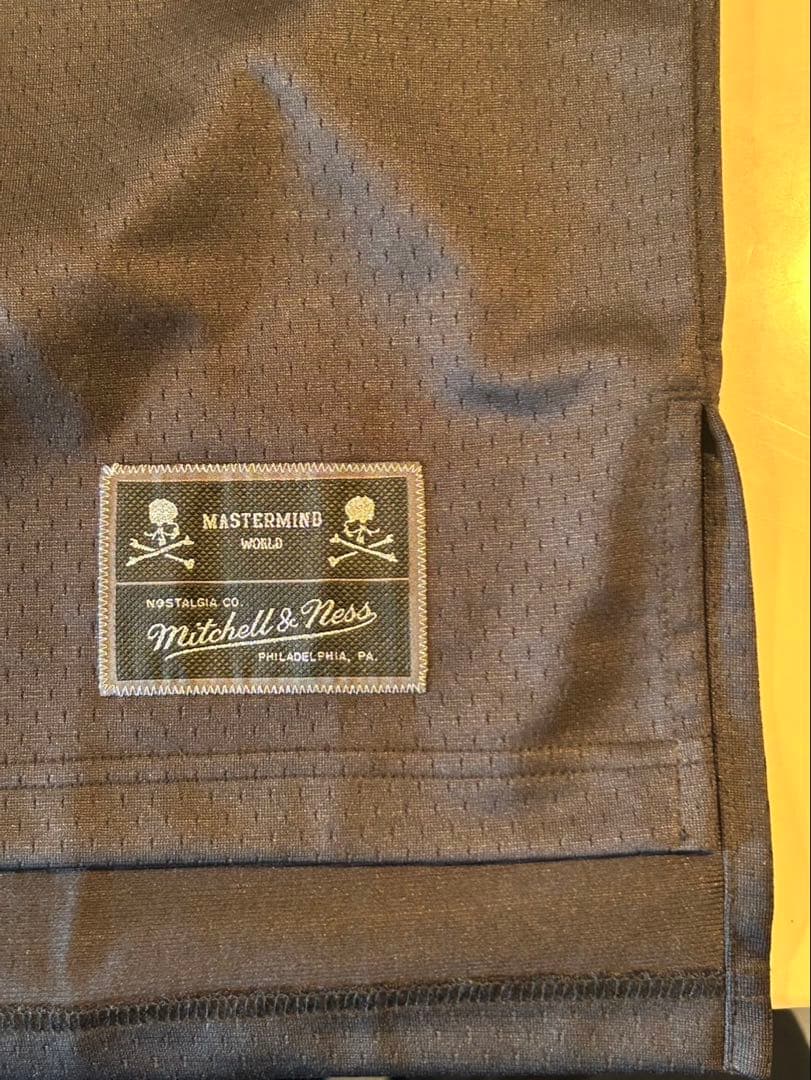 MASTERMIND
WORLD
NOSTALGIA CO.
Mitchell & Ness
PHILADELPHIA, PA.